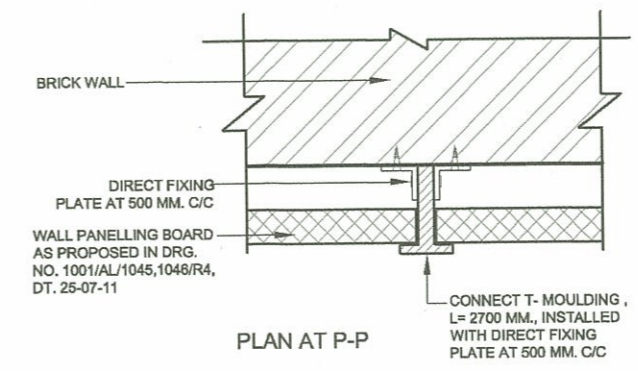 BRICK WALL
DIRECT FIXING
PLATE AT 500 MM. C/C
WALL PANELLING BOARD
AS PROPOSED IN DRG.
NO. 1001/AL/1045,1046/R4,
DT. 25-07-11
CONNECT T- MOULDING ,
L= 2700 MM., INSTALLED
WITH DIRECT FIXING
PLATE AT 500 MM. C/C
PLAN AT P-P